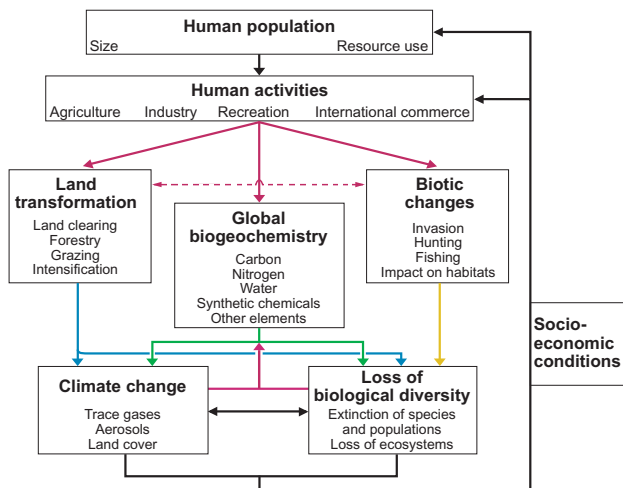 Human population
Size Resource use
Human activities
Agriculture Industry Recreation International commerce
Land
transformation
Land clearing
Forestry
Grazing
Intensification
Global
biogeochemistry
Carbon
Nitrogen
Water
Synthetic chemicals
Other elements
Biotic
changes
Invasion
Hunting
Fishing
Impact on habitats
Climate change
Trace gases
Aerosols
Land cover
Loss of
biological diversity
Extinction of species
and populations
Loss of ecosystems
Socio-
economic
conditions